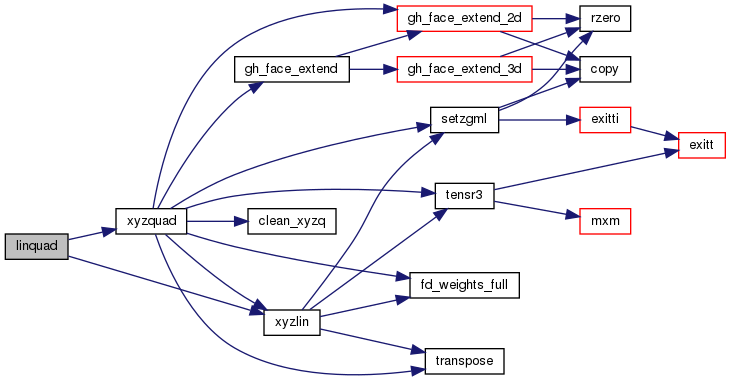 gh_face_extend_2d
rzero
gh_face_extend
gh_face_extend_3d
copy
setzgml
exitti
exitt
tensr3
xyzquad
clean_xyzq
mxm
linquad
fd_weights_full
xyzlin
transpose